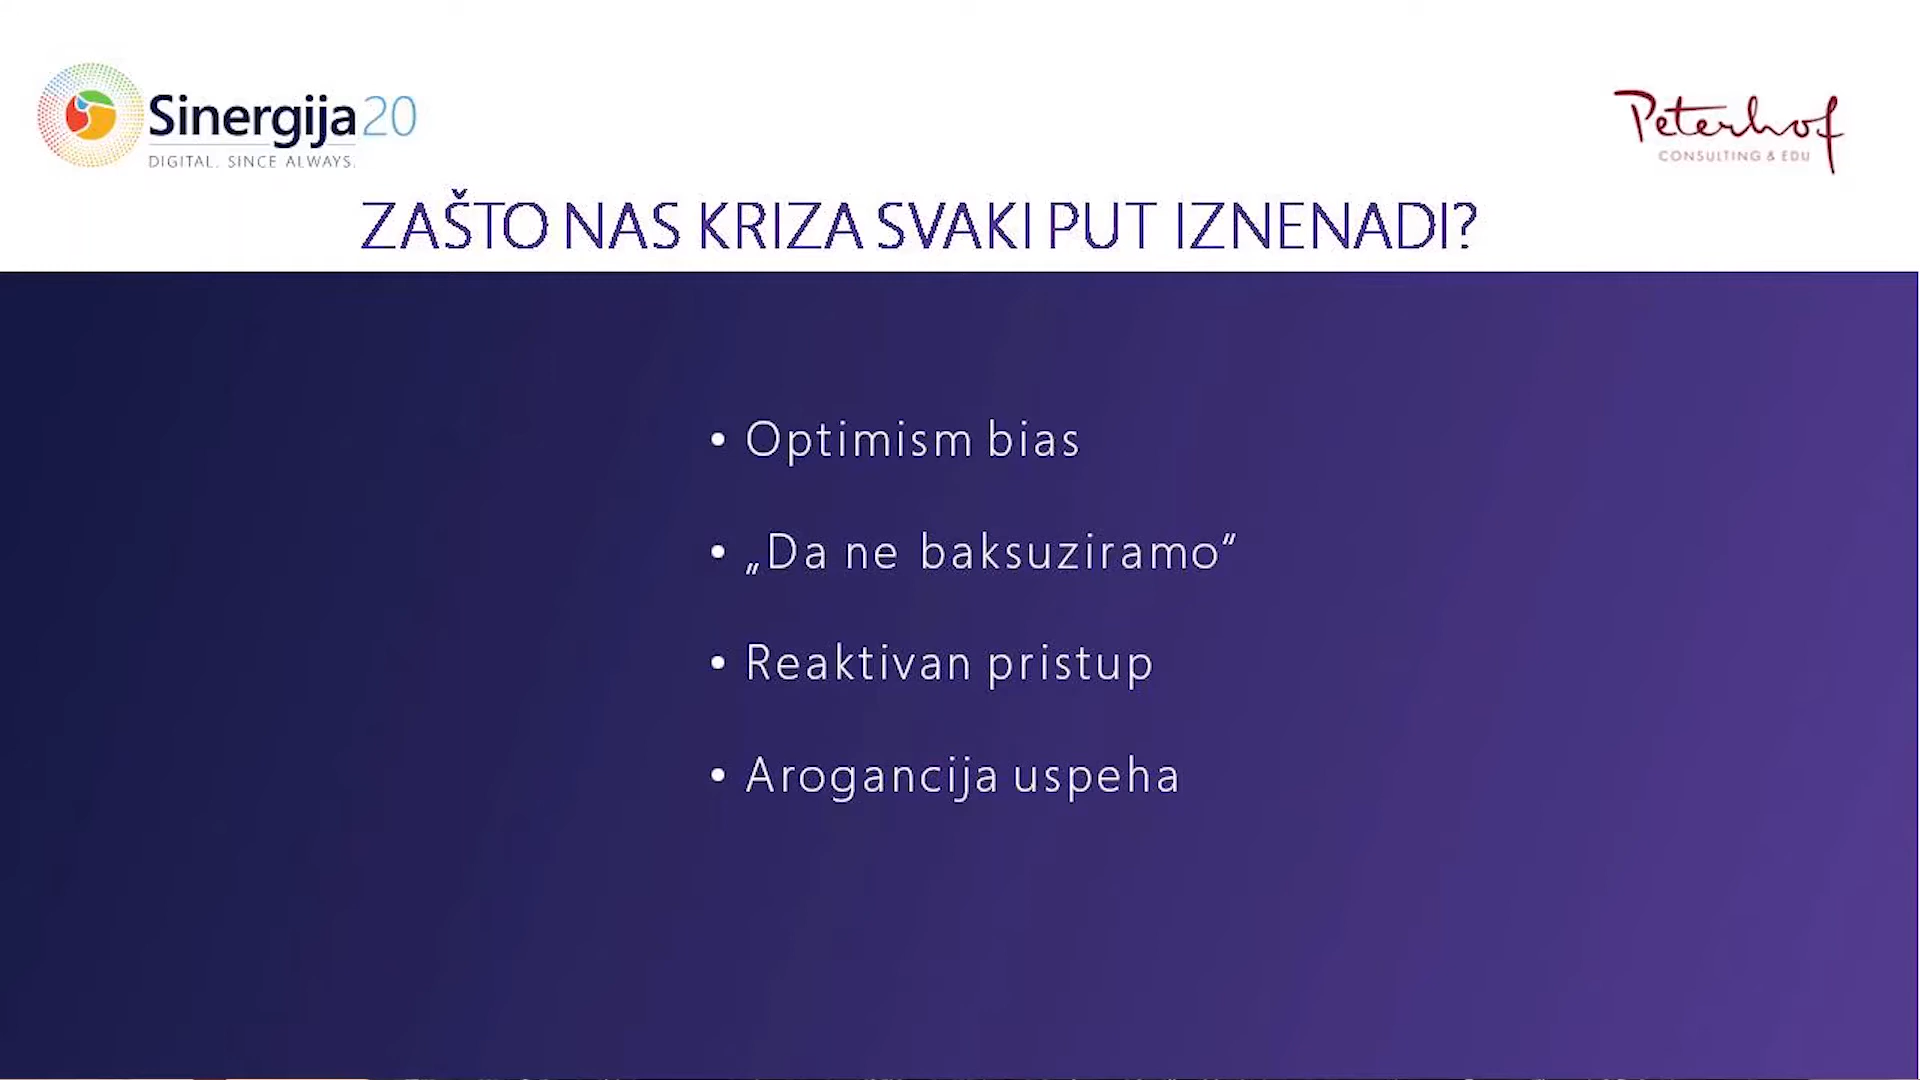 Sinergija20
DIGITAL. SINCE ALWAYS.
Peterhof
CONSULTING & EDU
ZAŠTO NAS KRIZA SVAKI PUT IZNENADI?
• Optimism bias
• „Da ne baksuziramo“
• Reaktivan pristup
• Arogancija uspeha